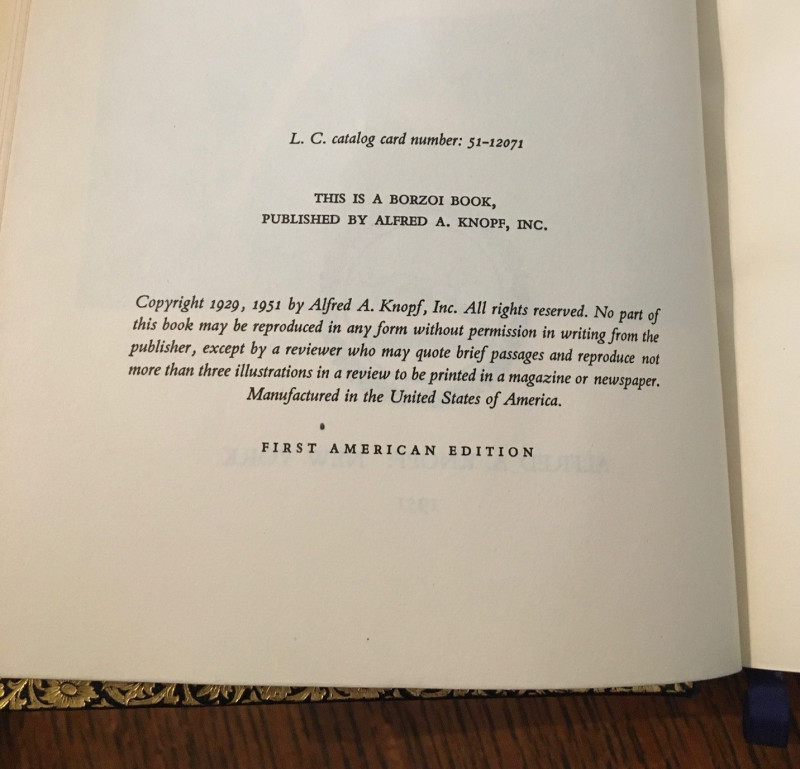 L. C. catalog card number: 51-12071
THIS IS A BORZOI BOOK,
PUBLISHED BY ALFRED A. KNOPF, INC.
Copyright 1929, 1951 by Alfred A. Knopf, Inc. All rights reserved. No part of
this book may be reproduced in any form without permission in writing from the
publisher, except by a reviewer who may quote brief passages and reproduce not
more than three illustrations in a review to be printed in a magazine or newspaper.
Manufactured in the United States of America.
FIRST AMERICAN EDITION